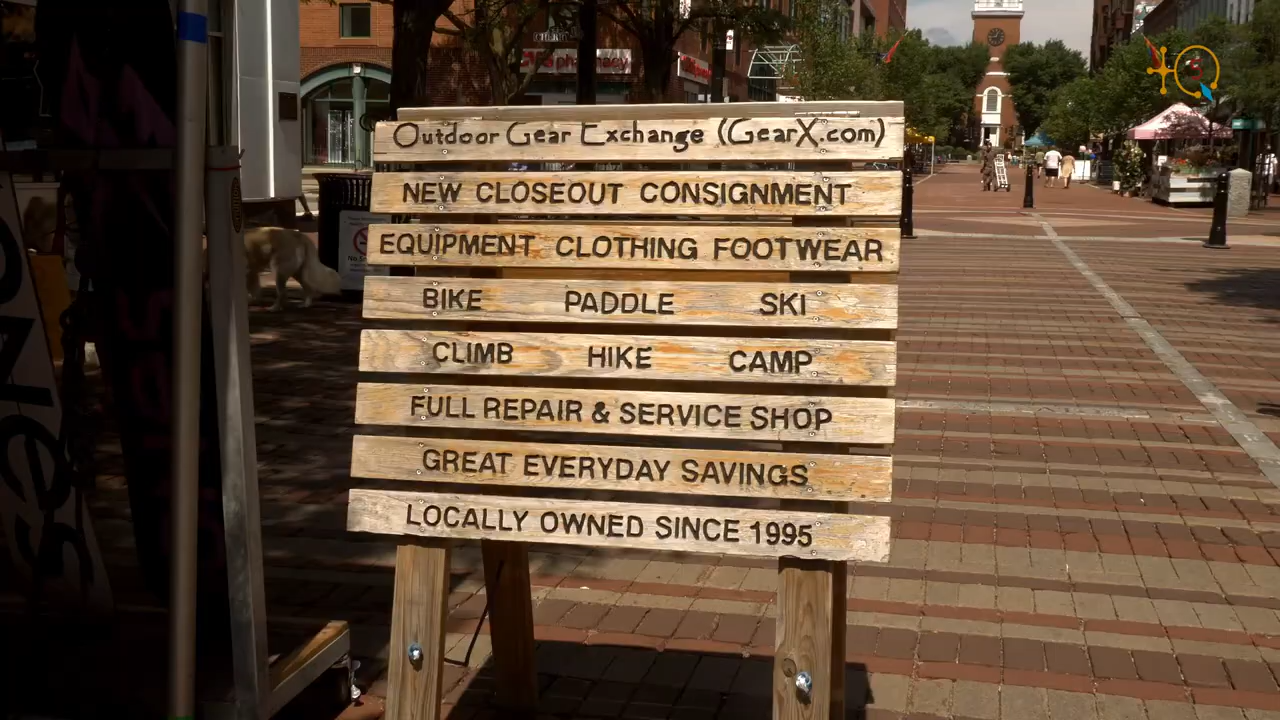 Outdoor Gear Exchange (GearX.com)
NEW CLOSEOUT CONSIGNMENT
EQUIPMENT CLOTHING FOOTWEAR
BIKE PADDLE SKI
CLIMB HIKE CAMP
FULL REPAIR & SERVICE SHOP
GREAT EVERYDAY SAVINGS
LOCALLY OWNED SINCE 1995
pharmacy